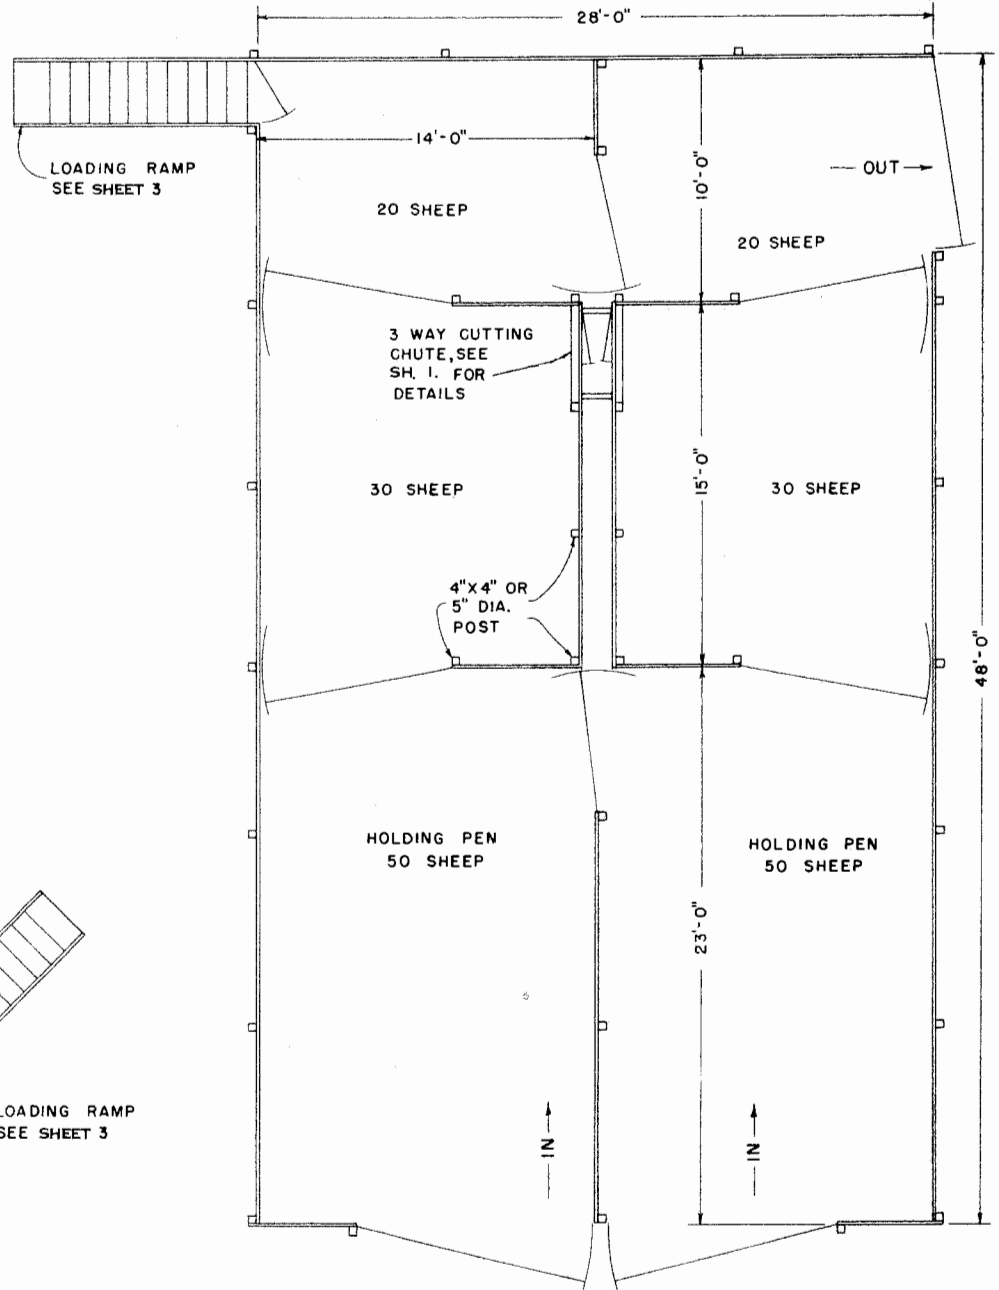 28'-0"
LOADING RAMP
SEE SHEET 3
14'-0"
10'-0"
OUT
20 SHEEP
20 SHEEP
3 WAY CUTTING
CHUTE, SEE
SH. 1. FOR
DETAILS
30 SHEEP
15'-0"
30 SHEEP
4"X4" OR
5" DIA.
POST
48'-0"
HOLDING PEN
50 SHEEP
HOLDING PEN
50 SHEEP
23'-0"
LOADING RAMP
SEE SHEET 3
IN
IN